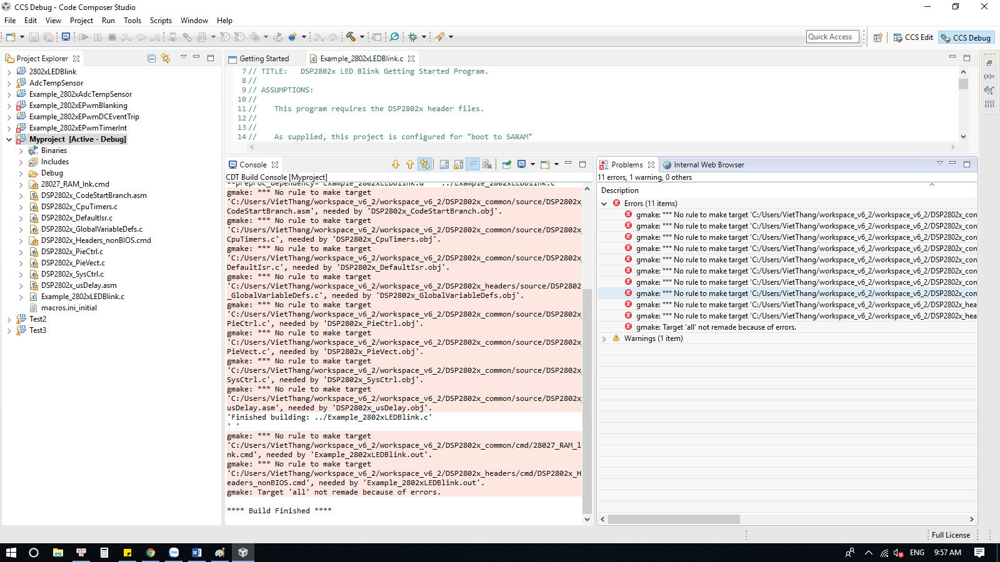 CCS Debug - Code Composer Studio
File Edit View Project Run Tools Scripts Window Help
Quick Access
CCS Edit
CCS Debug
Project Explorer
2802xLEDBlink
AdcTempSensor
Example_2802xAdcTempSensor
Example_2802xEPwmBlanking
Example_2802xEPwmDCEventTrip
Example_2802xEPwmTimerInt
Myproject [Active - Debug]
Binaries
Includes
Debug
28027_RAM_lnk.cmd
DSP2802x_CodeStartBranch.asm
DSP2802x_CpuTimers.c
DSP2802x_DefaultIsr.c
DSP2802x_GlobalVariableDefs.c
DSP2802x_Headers_nonBIOS.cmd
DSP2802x_PieCtrl.c
DSP2802x_PieVect.c
DSP2802x_SysCtrl.c
DSP2802x_usDelay.asm
Example_2802xLEDBlink.c
macros.ini_initial
Test2
Test3
Getting Started
Example_2802xLEDBlink.c
7 // TITLE: DSP2802x LED Blink Getting Started Program.
8 //
9 // ASSUMPTIONS:
10 //
11 // This program requires the DSP2802x header files.
12 //
13 //
14 // As supplied, this project is configured for "boot to SARAM"
Console
CDT Build Console [Myproject]
--preproc_dependency="Example_2802xLEDBlink.d" "../Example_2802xLEDBlink.c"
gmake: *** No rule to make target
'C:/Users/VietThang/workspace_v6_2/workspace_v6_2/DSP2802x_common/source/DSP2802x_
CodeStartBranch.asm', needed by 'DSP2802x_CodeStartBranch.obj'.
gmake: *** No rule to make target
'C:/Users/VietThang/workspace_v6_2/workspace_v6_2/DSP2802x_common/source/DSP2802x_
CpuTimers.c', needed by 'DSP2802x_CpuTimers.obj'.
gmake: *** No rule to make target
'C:/Users/VietThang/workspace_v6_2/workspace_v6_2/DSP2802x_common/source/DSP2802x_
DefaultIsr.c', needed by 'DSP2802x_DefaultIsr.obj'.
gmake: *** No rule to make target
'C:/Users/VietThang/workspace_v6_2/workspace_v6_2/DSP2802x_headers/source/DSP2802x
_GlobalVariableDefs.c', needed by 'DSP2802x_GlobalVariableDefs.obj'.
gmake: *** No rule to make target
'C:/Users/VietThang/workspace_v6_2/workspace_v6_2/DSP2802x_common/source/DSP2802x_
PieCtrl.c', needed by 'DSP2802x_PieCtrl.obj'.
gmake: *** No rule to make target
'C:/Users/VietThang/workspace_v6_2/workspace_v6_2/DSP2802x_common/source/DSP2802x_
PieVect.c', needed by 'DSP2802x_PieVect.obj'.
gmake: *** No rule to make target
'C:/Users/VietThang/workspace_v6_2/workspace_v6_2/DSP2802x_common/source/DSP2802x_
SysCtrl.c', needed by 'DSP2802x_SysCtrl.obj'.
gmake: *** No rule to make target
'C:/Users/VietThang/workspace_v6_2/workspace_v6_2/DSP2802x_common/source/DSP2802x_
usDelay.asm', needed by 'DSP2802x_usDelay.obj'.
'Finished building: ../Example_2802xLEDBlink.c'
' '
gmake: *** No rule to make target
'C:/Users/VietThang/workspace_v6_2/workspace_v6_2/DSP2802x_common/cmd/28027_RAM_l
nk.cmd', needed by 'Example_2802xLEDBlink.out'.
gmake: *** No rule to make target
'C:/Users/VietThang/workspace_v6_2/workspace_v6_2/DSP2802x_headers/cmd/DSP2802x_H
eaders_nonBIOS.cmd', needed by 'Example_2802xLEDBlink.out'.
gmake: Target 'all' not remade because of errors.
**** Build Finished ****
Problems
Internal Web Browser
11 errors, 1 warning, 0 others
Description
Errors (11 items)
gmake: *** No rule to make target 'C:/Users/VietThang/workspace_v6_2/workspace_v6_2/DSP2802x_con
gmake: *** No rule to make target 'C:/Users/VietThang/workspace_v6_2/workspace_v6_2/DSP2802x_con
gmake: *** No rule to make target 'C:/Users/VietThang/workspace_v6_2/workspace_v6_2/DSP2802x_con
gmake: *** No rule to make target 'C:/Users/VietThang/workspace_v6_2/workspace_v6_2/DSP2802x_con
gmake: *** No rule to make target 'C:/Users/VietThang/workspace_v6_2/workspace_v6_2/DSP2802x_con
gmake: *** No rule to make target 'C:/Users/VietThang/workspace_v6_2/workspace_v6_2/DSP2802x_con
gmake: *** No rule to make target 'C:/Users/VietThang/workspace_v6_2/workspace_v6_2/DSP2802x_con
gmake: *** No rule to make target 'C:/Users/VietThang/workspace_v6_2/workspace_v6_2/DSP2802x_con
gmake: *** No rule to make target 'C:/Users/VietThang/workspace_v6_2/workspace_v6_2/DSP2802x_hea
gmake: *** No rule to make target 'C:/Users/VietThang/workspace_v6_2/workspace_v6_2/DSP2802x_hea
gmake: Target 'all' not remade because of errors.
Warnings (1 item)
Full License
ENG 9:57 AM